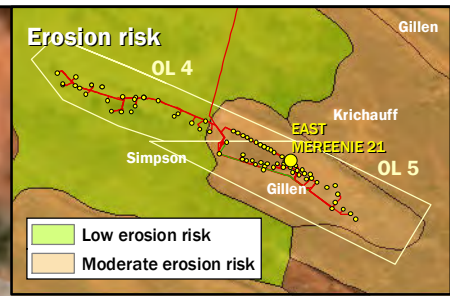 Erosion risk
Gillen
OL 4
Krichauff
EAST
MEREENIE 21
Simpson
OL 5
Gillen
Low erosion risk
Moderate erosion risk